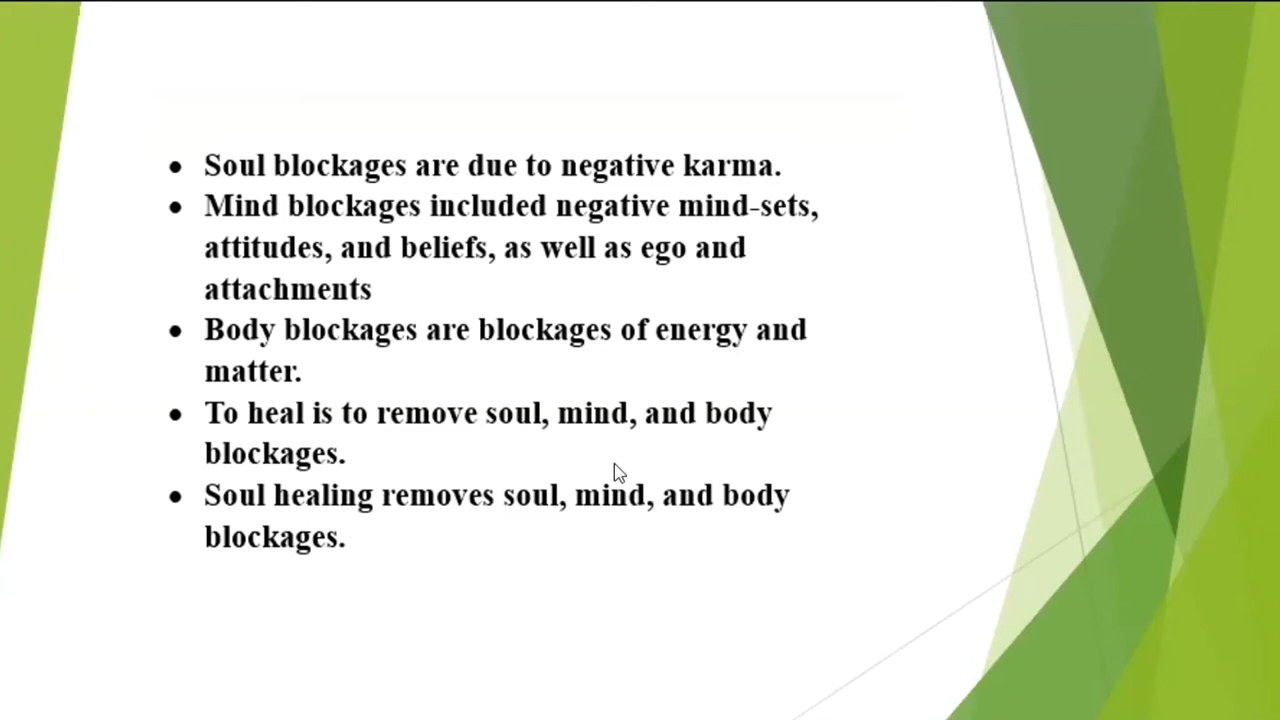 • Soul blockages are due to negative karma.
• Mind blockages included negative mind-sets,
attitudes, and beliefs, as well as ego and
attachments
• Body blockages are blockages of energy and
matter.
• To heal is to remove soul, mind, and body
blockages.
• Soul healing removes soul, mind, and body
blockages.